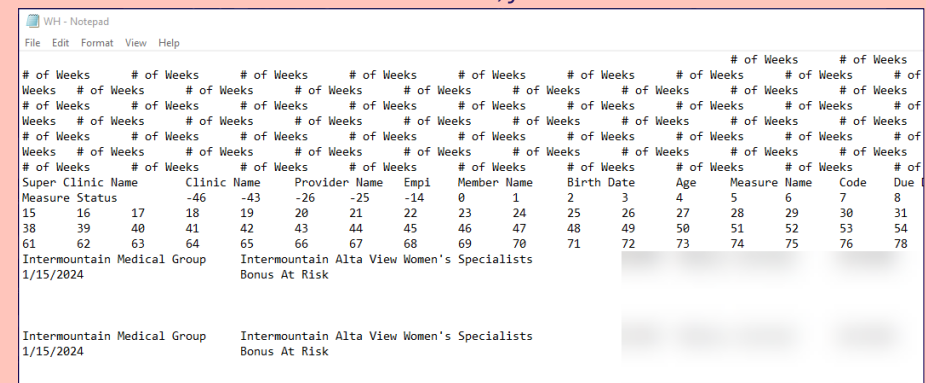 WH - Notepad
File Edit Format View Help
# of Weeks # of Weeks
# of Weeks # of Weeks # of Weeks # of Weeks # of Weeks # of Weeks # of Weeks # of Weeks # of
Weeks # of Weeks # of Weeks # of Weeks # of Weeks # of Weeks # of Weeks # of Weeks # of Weeks
# of Weeks # of Weeks # of Weeks # of Weeks # of Weeks # of Weeks # of Weeks # of Weeks # of
Weeks # of Weeks # of Weeks # of Weeks # of Weeks # of Weeks # of Weeks # of Weeks # of Weeks
# of Weeks # of Weeks # of Weeks # of Weeks # of Weeks # of Weeks # of Weeks # of Weeks # of
Weeks # of Weeks # of Weeks # of Weeks # of Weeks # of Weeks # of Weeks # of Weeks # of Weeks
# of Weeks # of Weeks # of Weeks # of Weeks # of Weeks # of Weeks # of Weeks # of Weeks # of
Super Clinic Name Clinic Name Provider Name Empi Member Name Birth Date Age Measure Name Code Due
Measure Status -46 -43 -26 -25 -14 0 1 2 3 4 5 6 7 8
15 16 17 18 19 20 21 22 23 24 25 26 27 28 29 30 31
38 39 40 41 42 43 44 45 46 47 48 49 50 51 52 53 54
61 62 63 64 65 66 67 68 69 70 71 72 73 74 75 76 78
Intermountain Medical Group Intermountain Alta View Women's Specialists
1/15/2024 Bonus At Risk
Intermountain Medical Group Intermountain Alta View Women's Specialists
1/15/2024 Bonus At Risk